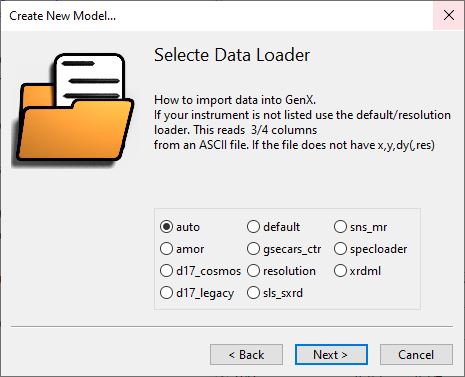 Create New Model...
Selecte Data Loader
How to import data into GenX.
If your instrument is not listed use the default/resolution
loader. This reads  3/4 columns
from an ASCII file. If the file does not have x,y,dy(,res)
auto default sns_mr
amor gsecars_ctr specloader
d17_cosmos resolution xrdml
d17_legacy sls_sxrd
< Back Next > Cancel